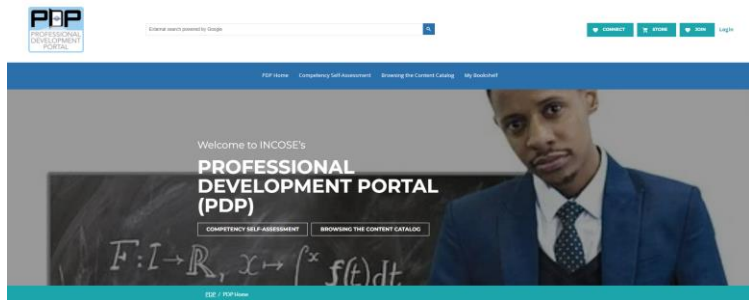 PDP
PROFESSIONAL
DEVELOPMENT
PORTAL
External search powered by Google
CONNECT
STORE
JOIN
Login
PDP Home
Competency Self-Assessment
Browsing the Content Catalog
My Bookshelf
Welcome to INCOSE's
PROFESSIONAL
DEVELOPMENT PORTAL
(PDP)
COMPETENCY SELF-ASSESSMENT
BROWSING THE CONTENT CATALOG
F:I→ℝ, x↦∫ˣ f(t)dt
PDP / PDP Home